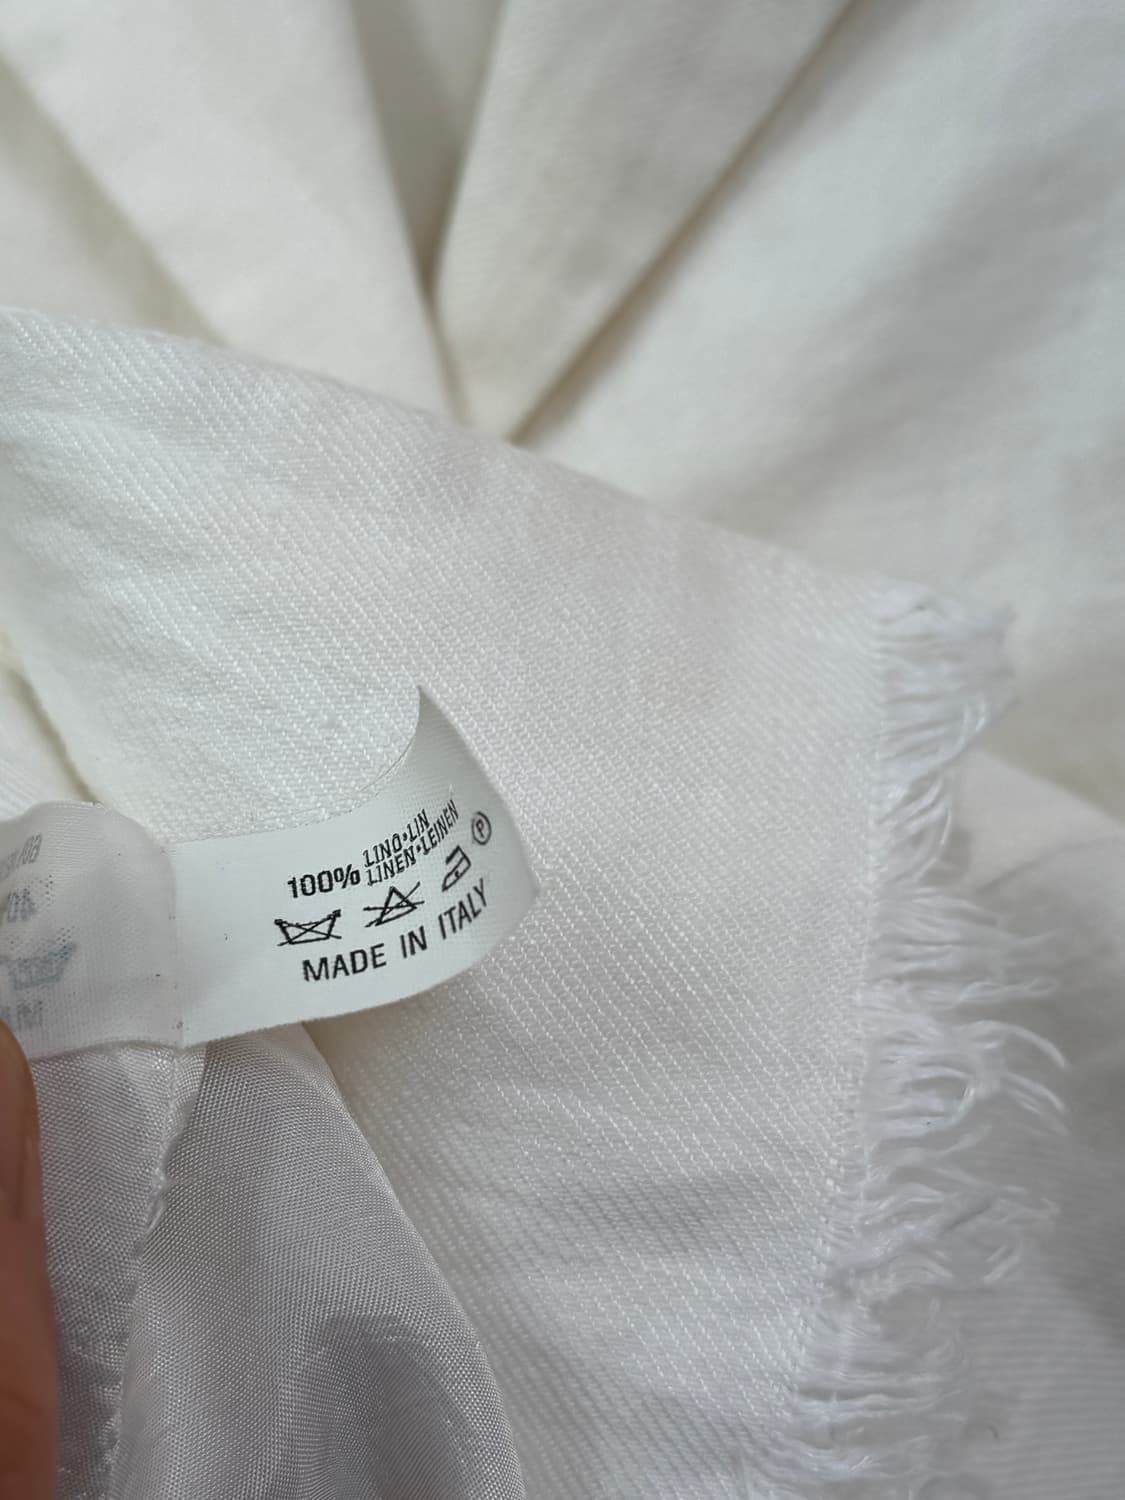 100% LINO•LIN
LINEN•LEINEN
P
MADE IN ITALY